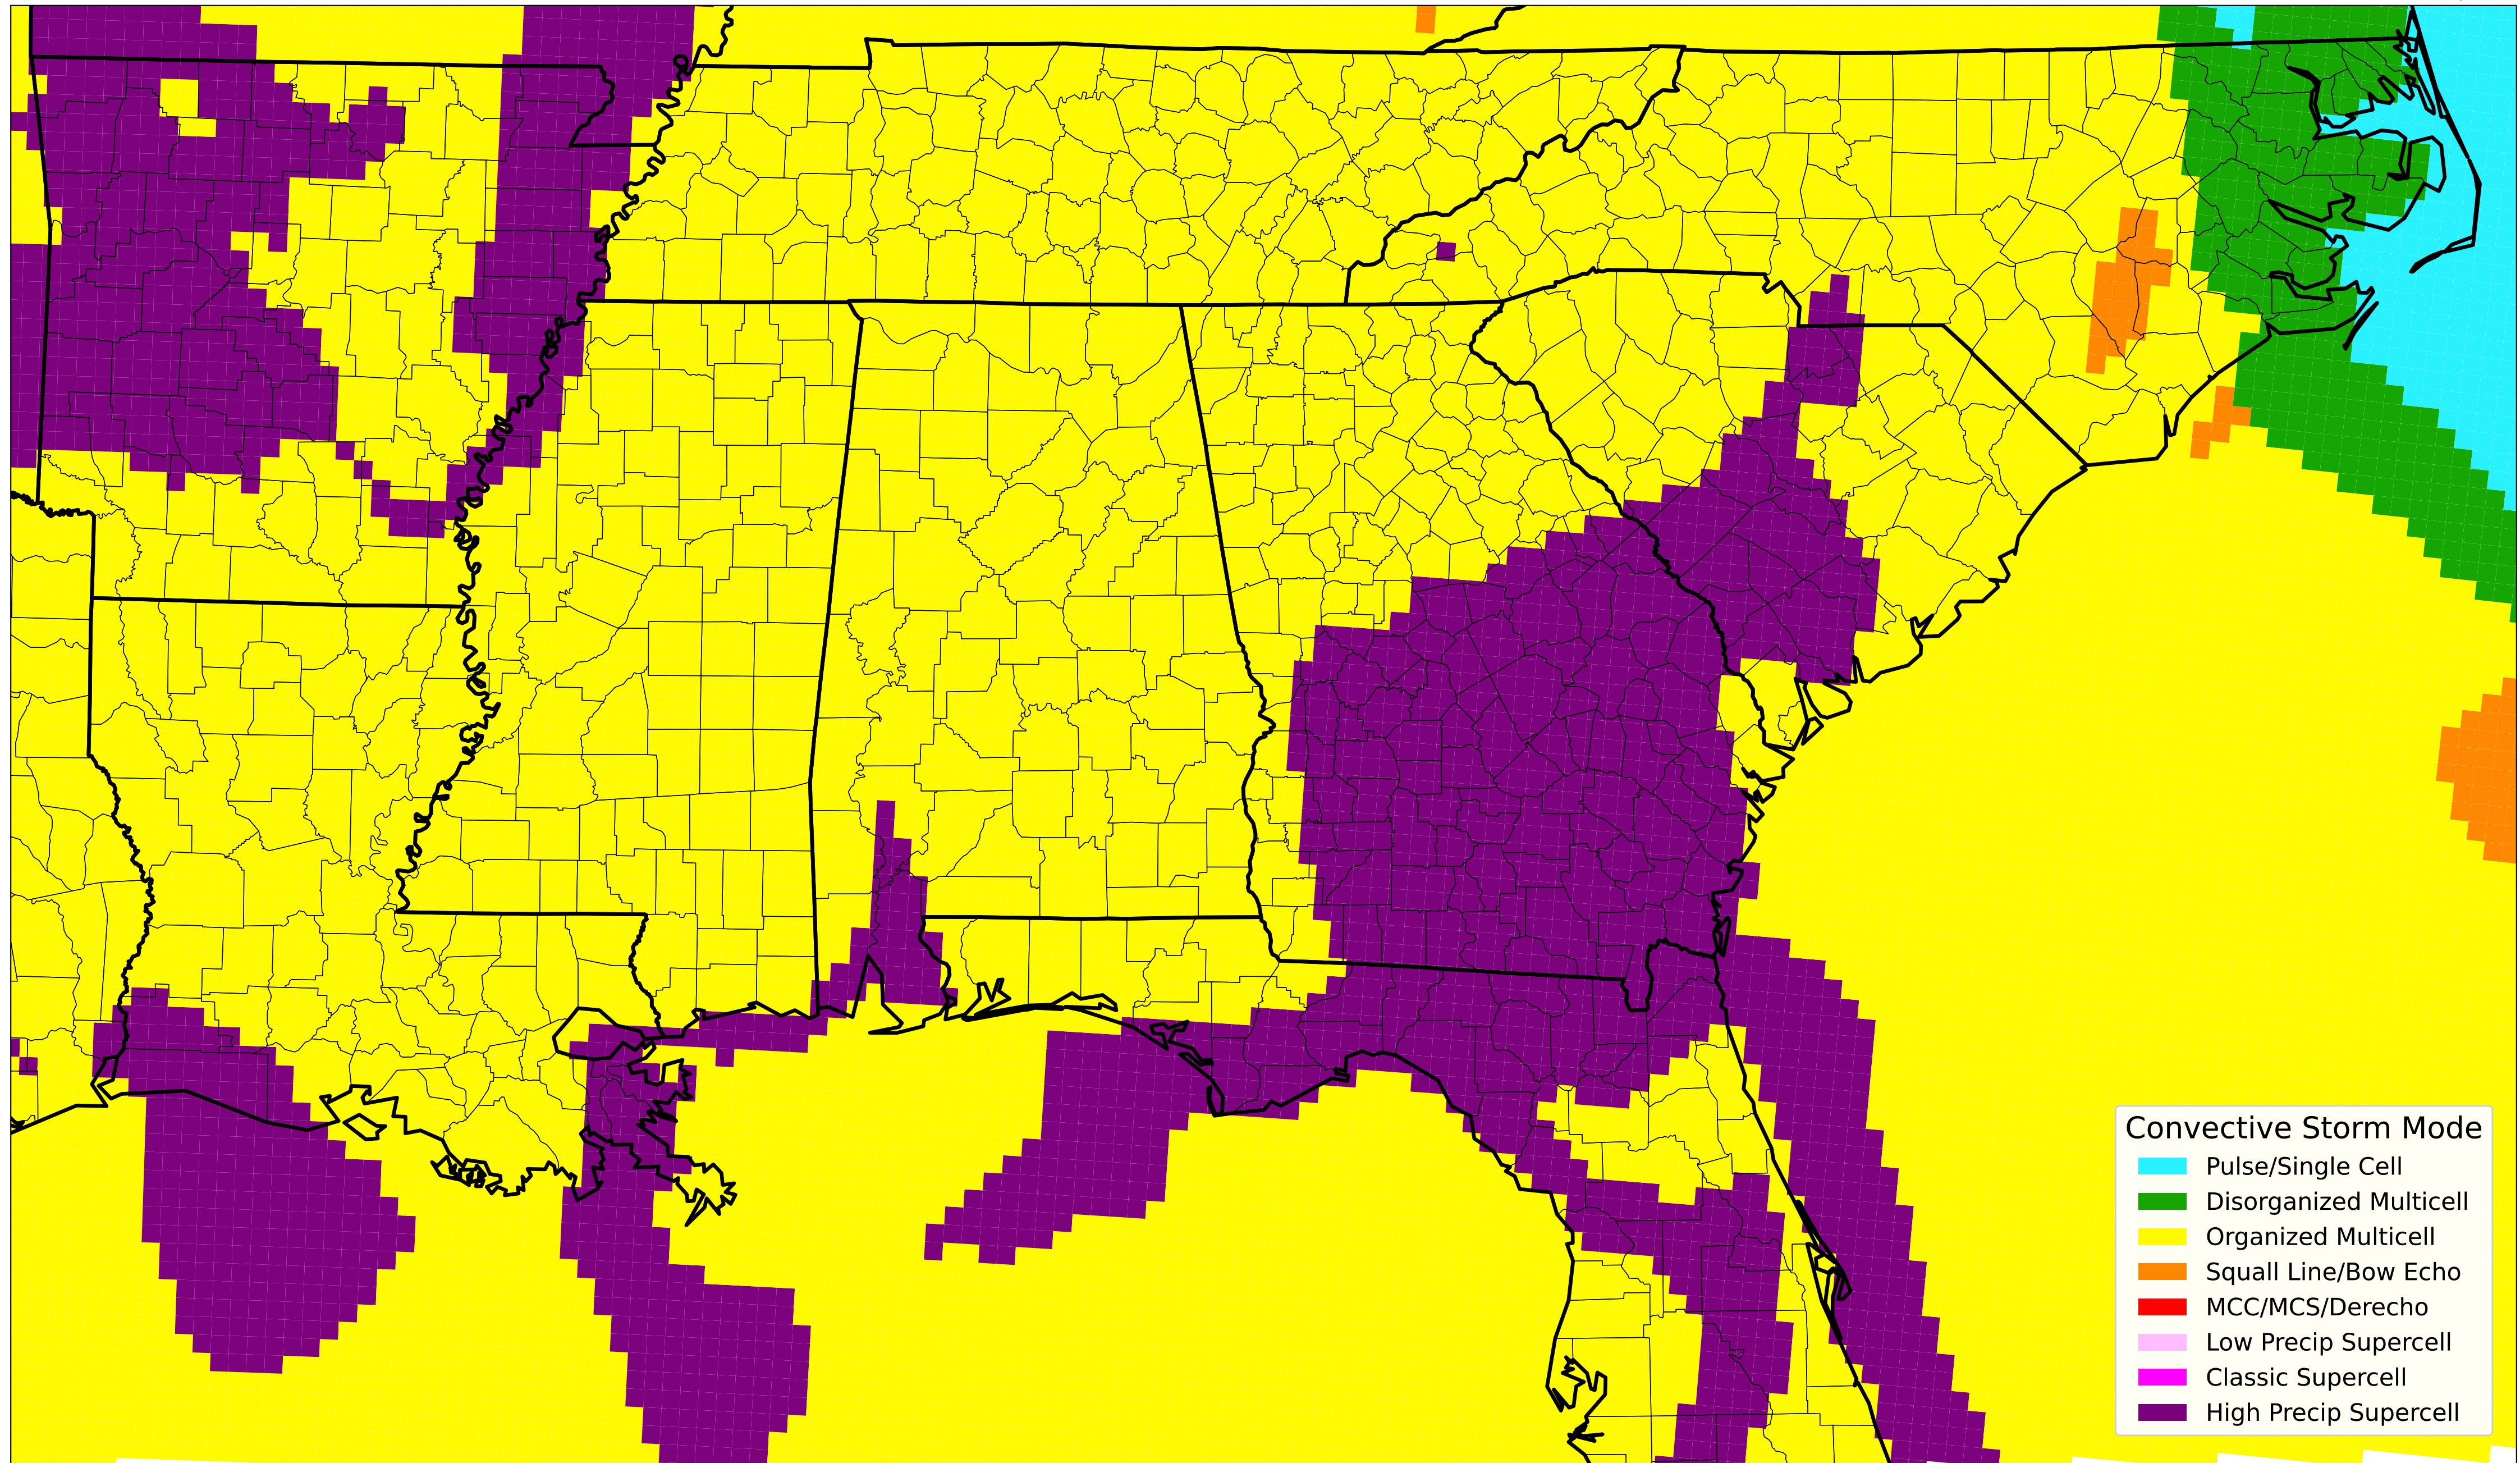 Convective Storm Mode
Pulse/Single Cell
Disorganized Multicell
Organized Multicell
Squall Line/Bow Echo
MCC/MCS/Derecho
Low Precip Supercell
Classic Supercell
High Precip Supercell